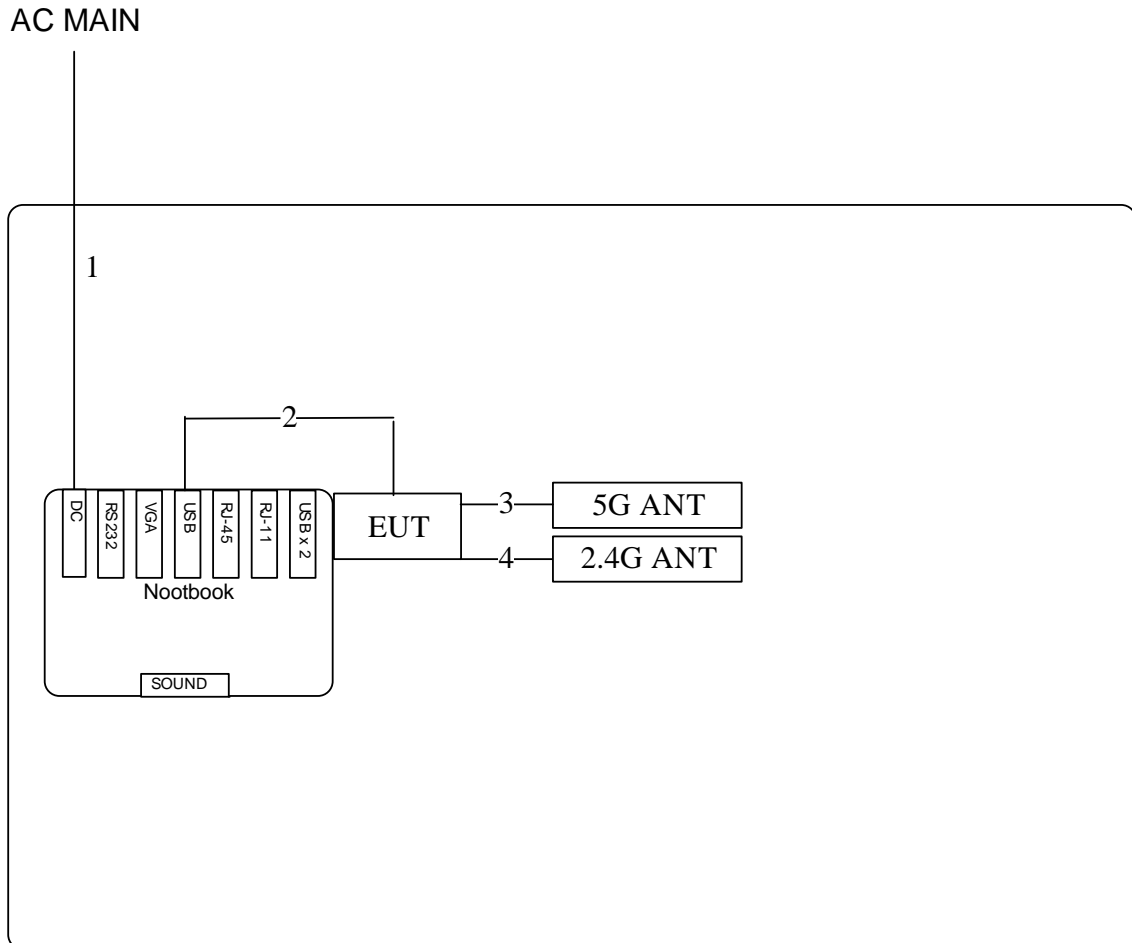 AC MAIN
1
2
DC
RS232
VGA
USB
RJ-45
RJ-11
USB x 2
EUT
3
5G ANT
4
2.4G ANT
Nootbook
SOUND